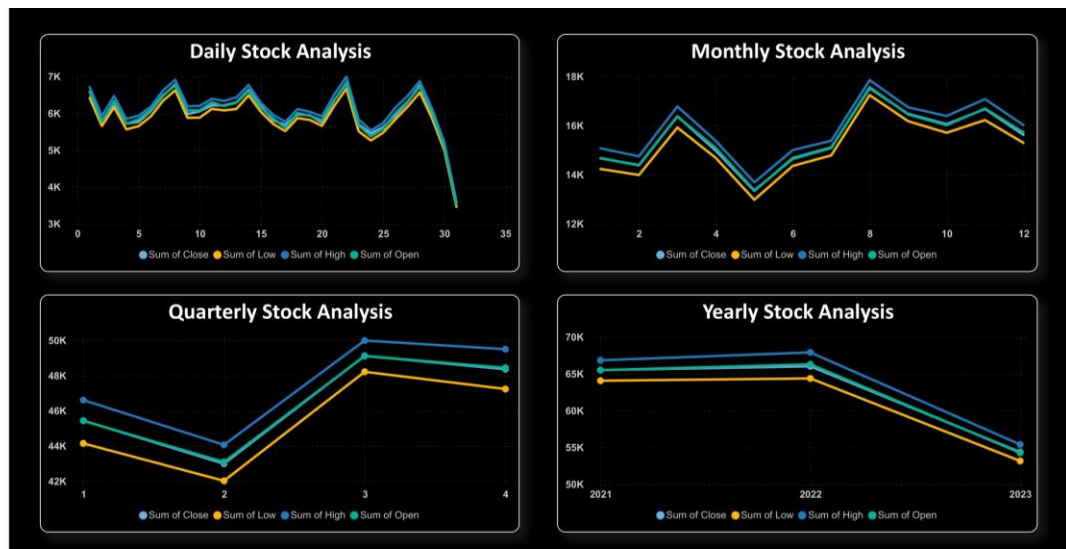 Daily Stock Analysis
7K
6K
5K
4K
3K
0 5 10 15 20 25 30 35
Sum of Close Sum of Low Sum of High Sum of Open
Monthly Stock Analysis
18K
16K
14K
12K
2 4 6 8 10 12
Sum of Close Sum of Low Sum of High Sum of Open
Quarterly Stock Analysis
50K
48K
46K
44K
42K
1 2 3 4
Sum of Close Sum of Low Sum of High Sum of Open
Yearly Stock Analysis
70K
65K
60K
55K
50K
2021 2022 2023
Sum of Close Sum of Low Sum of High Sum of Open